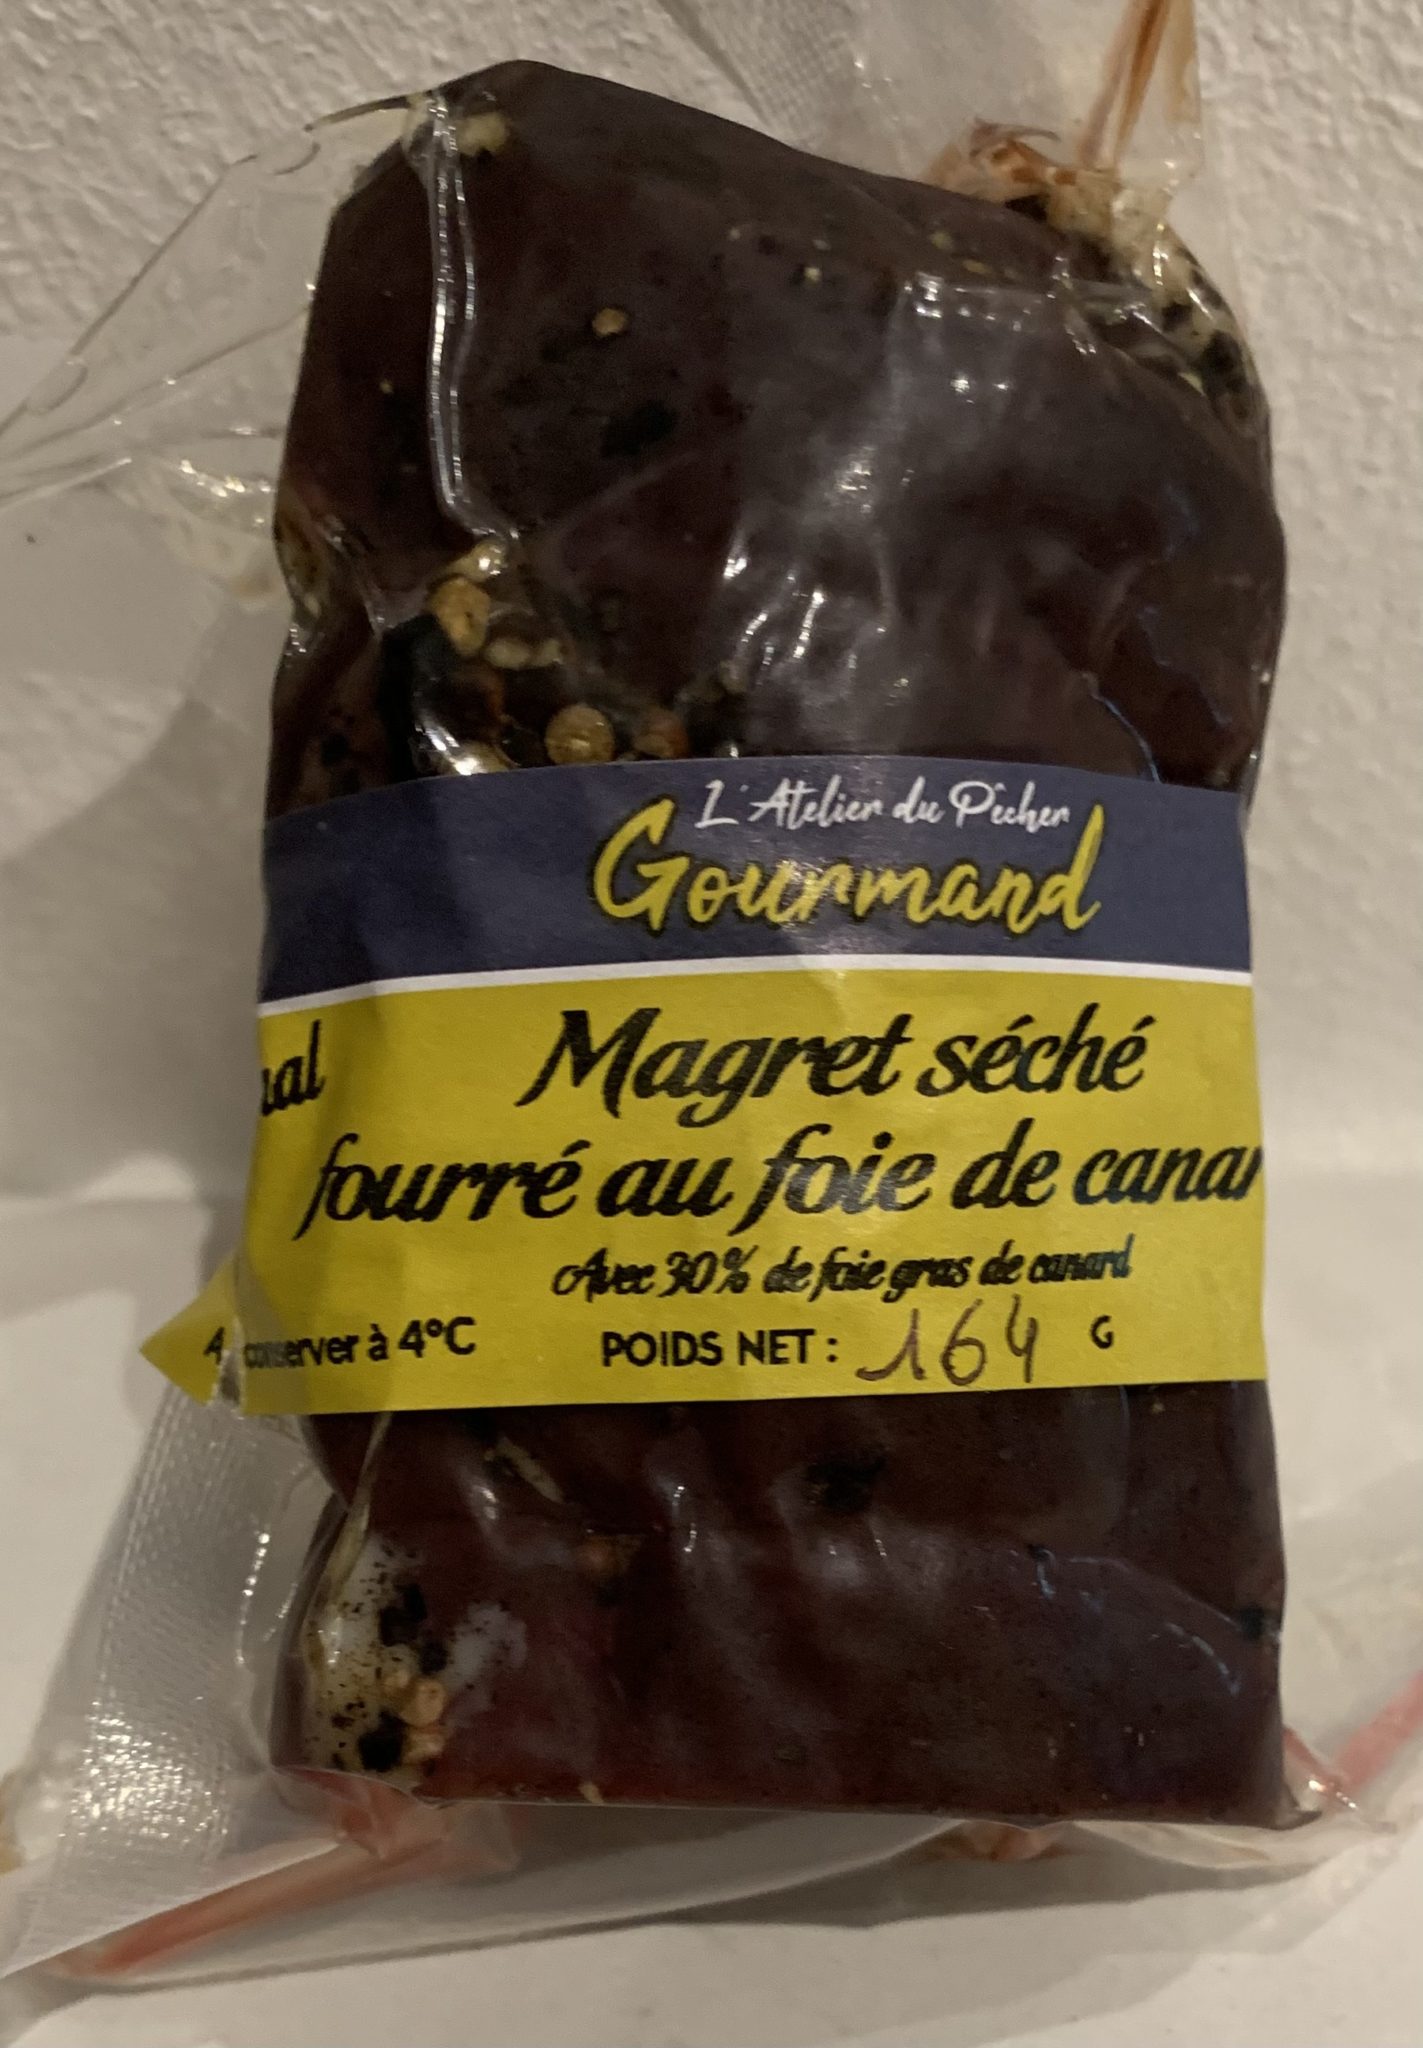 L'Atelier du Pêcher
Gourmand
Magret séché
fourré au foie de canar
Avec 30% de foie gras de canard
conserver à 4°C
POIDS NET : 164 G